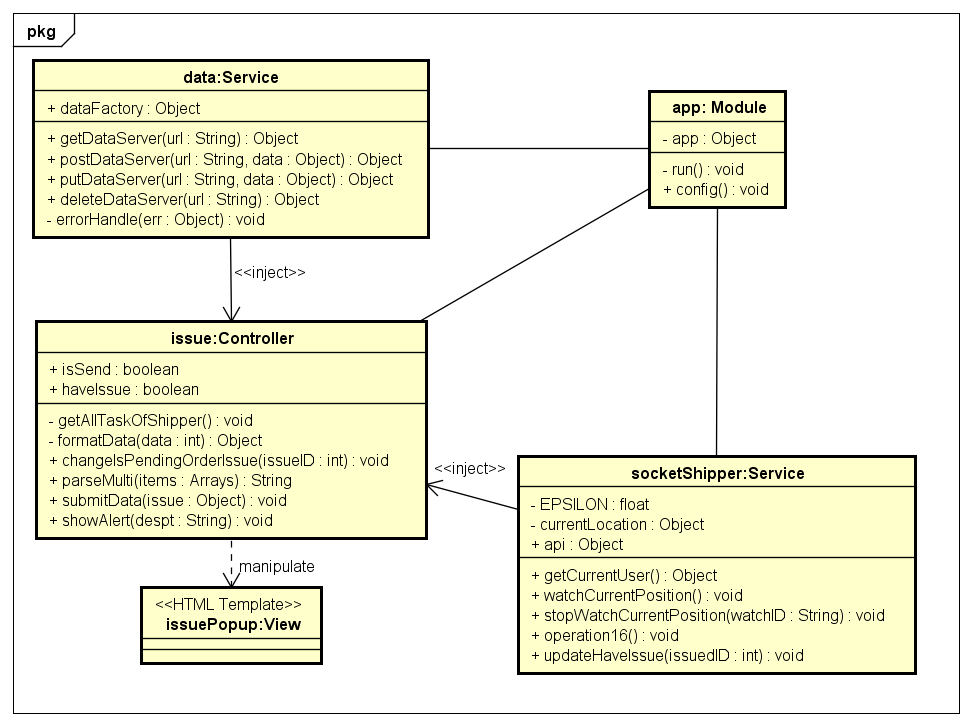 pkg
data:Service
+ dataFactory : Object
+ getDataServer(url : String) : Object
+ postDataServer(url : String, data : Object) : Object
+ putDataServer(url : String, data : Object) : Object
+ deleteDataServer(url : String) : Object
- errorHandle(err : Object) : void
app: Module
- app : Object
- run() : void
+ config() : void
<<inject>>
issue:Controller
+ isSend : boolean
+ haveIssue : boolean
- getAllTaskOfShipper() : void
- formatData(data : int) : Object
+ changeIsPendingOrderIssue(issueID : int) : void
+ parseMulti(items : Arrays) : String
+ submitData(issue : Object) : void
+ showAlert(despt : String) : void
<<inject>>
socketShipper:Service
- EPSILON : float
- currentLocation : Object
+ api : Object
+ getCurrentUser() : Object
+ watchCurrentPosition() : void
+ stopWatchCurrentPosition(watchID : String) : void
+ operation16() : void
+ updateHaveIssue(issuedID : int) : void
manipulate
<<HTML Template>>
issuePopup:View